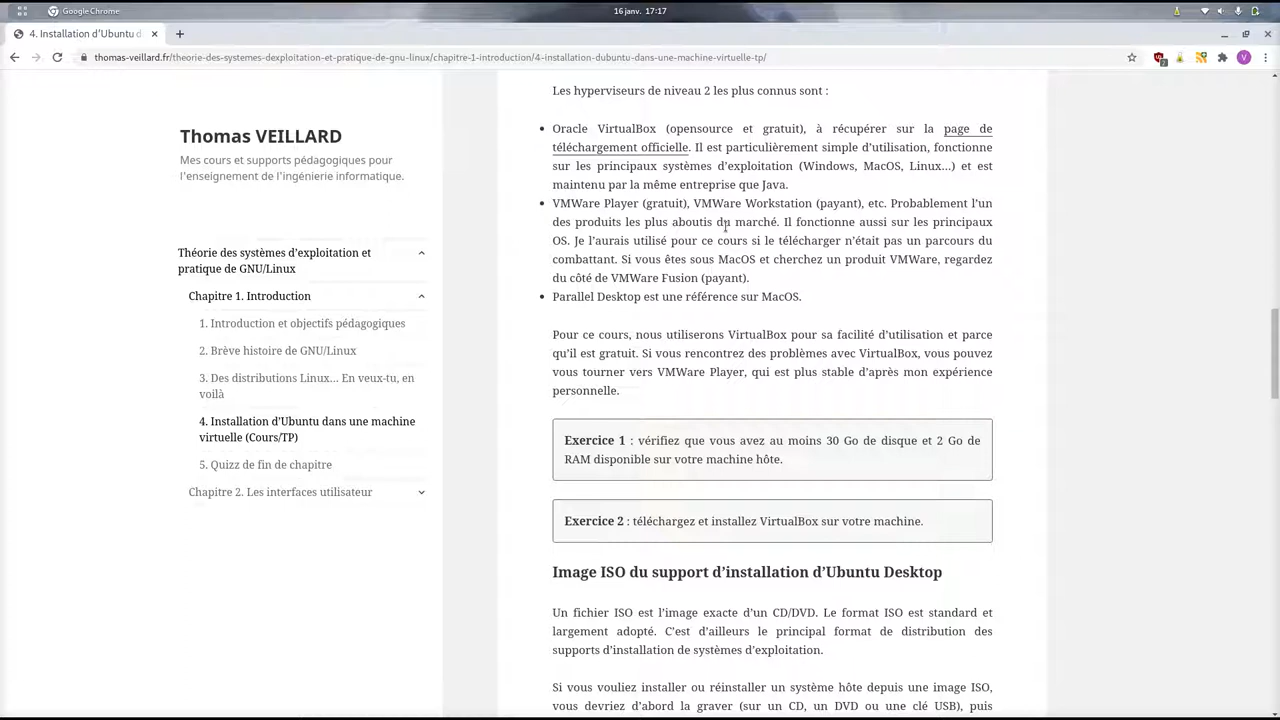 Google Chrome
16 janv. 17:17
4. Installation d'Ubuntu d
thomas-veillard.fr/theorie-des-systemes-dexploitation-et-pratique-de-gnu-linux/chapitre-1-introduction/4-installation-dubuntu-dans-une-machine-virtuelle-tp/
2
V
Thomas VEILLARD
Mes cours et supports pédagogiques pour
l'enseignement de l'ingénierie informatique.
Théorie des systèmes d'exploitation et
pratique de GNU/Linux
Chapitre 1. Introduction
1. Introduction et objectifs pédagogiques
2. Brève histoire de GNU/Linux
3. Des distributions Linux… En veux-tu, en
voilà
4. Installation d'Ubuntu dans une machine
virtuelle (Cours/TP)
5. Quizz de fin de chapitre
Chapitre 2. Les interfaces utilisateur
Les hyperviseurs de niveau 2 les plus connus sont :
Oracle VirtualBox (opensource et gratuit), à récupérer sur la page de
téléchargement officielle. Il est particulièrement simple d'utilisation, fonctionne
sur les principaux systèmes d'exploitation (Windows, MacOS, Linux…) et est
maintenu par la même entreprise que Java.
VMWare Player (gratuit), VMWare Workstation (payant), etc. Probablement l'un
des produits les plus aboutis du marché. Il fonctionne aussi sur les principaux
OS. Je l'aurais utilisé pour ce cours si le télécharger n'était pas un parcours du
combattant. Si vous êtes sous MacOS et cherchez un produit VMWare, regardez
du côté de VMWare Fusion (payant).
Parallel Desktop est une référence sur MacOS.
Pour ce cours, nous utiliserons VirtualBox pour sa facilité d'utilisation et parce
qu'il est gratuit. Si vous rencontrez des problèmes avec VirtualBox, vous pouvez
vous tourner vers VMWare Player, qui est plus stable d'après mon expérience
personnelle.
Exercice 1 : vérifiez que vous avez au moins 30 Go de disque et 2 Go de
RAM disponible sur votre machine hôte.
Exercice 2 : téléchargez et installez VirtualBox sur votre machine.
Image ISO du support d'installation d'Ubuntu Desktop
Un fichier ISO est l'image exacte d'un CD/DVD. Le format ISO est standard et
largement adopté. C'est d'ailleurs le principal format de distribution des
supports d'installation de systèmes d'exploitation.
Si vous vouliez installer ou réinstaller un système hôte depuis une image ISO,
vous devriez d'abord la graver (sur un CD, un DVD ou une clé USB), puis